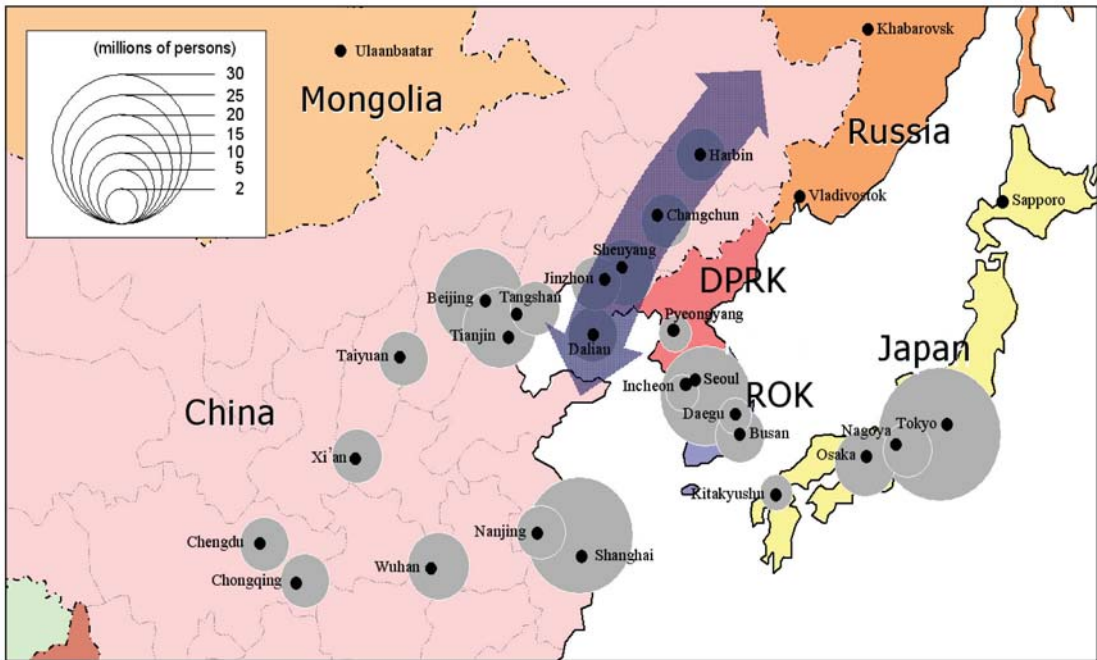 (millions of persons)
30
25
20
15
10
5
2
Ulaanbaatar
Mongolia
Khabarovsk
Russia
Harbin
Vladivostok
Sapporo
Changchun
Shenyang
Jinzhou
DPRK
Beijing
Tangshan
Pyeongyang
Tianjin
Dalian
Japan
Taiyuan
Incheon
Seoul
ROK
China
Daegu
Busan
Nagoya
Tokyo
Osaka
Xi'an
Kitakyushu
Nanjing
Chengdu
Shanghai
Wuhan
Chongqing